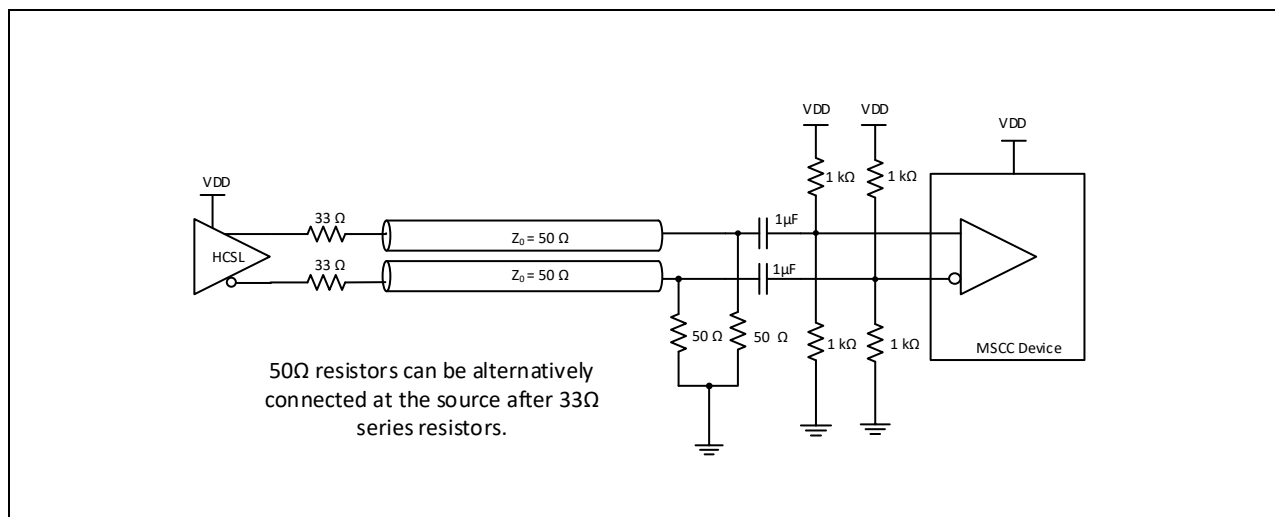 VDD
VDD
VDD
1 kΩ
1 kΩ
VDD
33 Ω
1µF
Z0 = 50 Ω
HCSL
33 Ω
1µF
Z0 = 50 Ω
50 Ω
50 Ω
1 kΩ
1 kΩ
MSCC Device
50Ω resistors can be alternatively
connected at the source after 33Ω
series resistors.